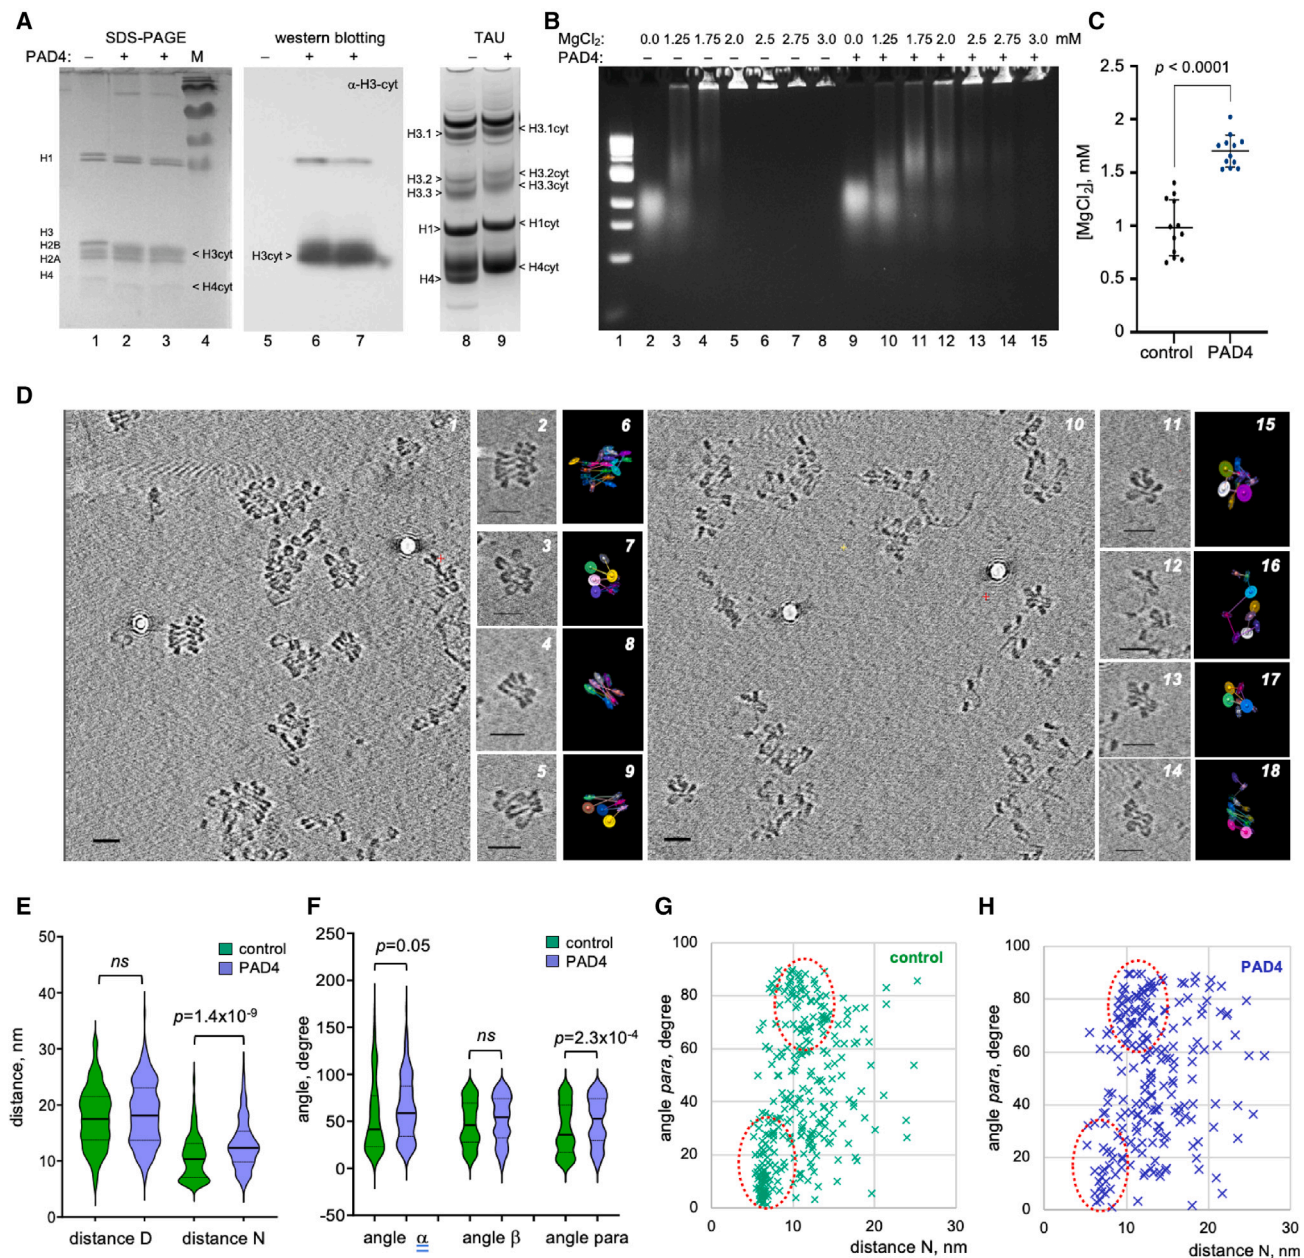 A
SDS-PAGE
western blotting
TAU
PAD4: – + + M – + + – +
α-H3-cyt
H1
H3
H2B
H2A
H4
< H3cyt
< H4cyt
H3cyt >
H3.1>
H3.2>
H3.3>
H1>
H4>
< H3.1cyt
< H3.2cyt
< H3.3cyt
< H1cyt
< H4cyt
1 2 3 4 5 6 7 8 9
B
MgCl2: 0.0 1.25 1.75 2.0 2.5 2.75 3.0 0.0 1.25 1.75 2.0 2.5 2.75 3.0 mM
PAD4: – – – – – – – + + + + + + +
1 2 3 4 5 6 7 8 9 10 11 12 13 14 15
C
p < 0.0001
[MgCl2], mM
2.5
2
1.5
1
0.5
0
control PAD4
D
1 2 6 10 11 15
3 7 12 16
4 8 13 17
5 9 14 18
E
control
PAD4
ns
p=1.4x10-9
distance, nm
50
40
30
20
10
0
distance D distance N
F
control
PAD4
p=0.05
ns
p=2.3x10-4
angle, degree
250
200
150
100
50
0
-50
angle α angle β angle para
G
control
angle para, degree
100
80
60
40
20
0
0 10 20 30
distance N, nm
H
PAD4
angle para, degree
100
80
60
40
20
0
0 10 20 30
distance N, nm